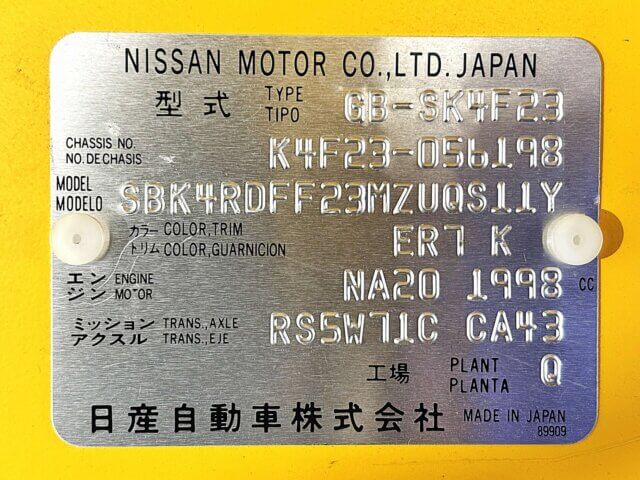 NISSAN MOTOR CO.,LTD. JAPAN
型式 TYPE TIPO GB-SK4F23
CHASSIS NO. NO.DE CHASIS K4F23-056198
MODEL MODELO SBK4RDFF23MZUQS11Y
カラー COLOR,TRIM
トリム COLOR,GUARNICION ER7 K
エンジン ENGINE MOTOR NA20 1998 CC
ミッション TRANS.,AXLE
アクスル TRANS.,EJE RS5W71C CA43
工場 PLANT PLANTA Q
日産自動車株式会社 MADE IN JAPAN
89909